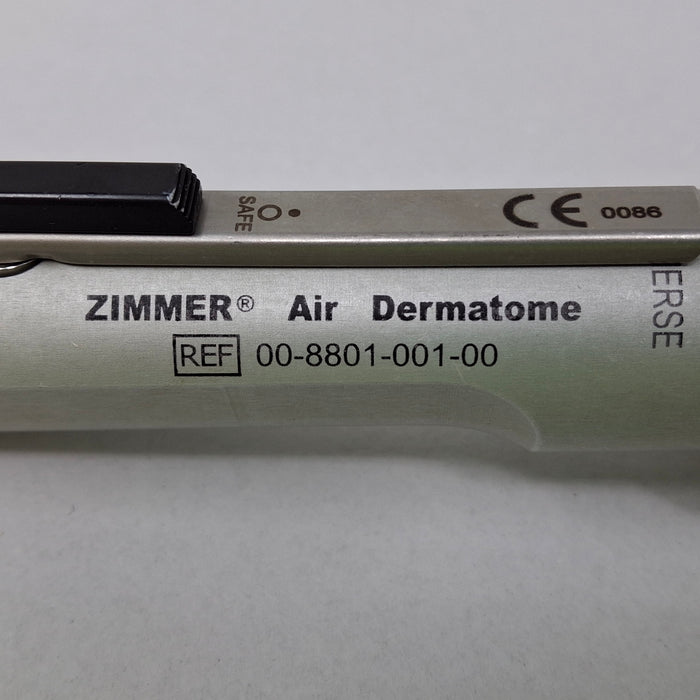 SAFE
CE 0086
ZIMMER® Air Dermatome
REF 00-8801-001-00
ERSE